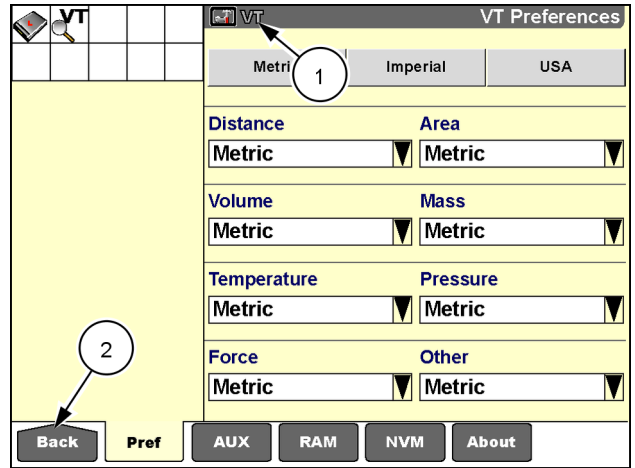 VT
VT
VT Preferences
Metri
1
Imperial
USA
Distance
Area
Metric
Metric
Volume
Mass
Metric
Metric
Temperature
Pressure
Metric
Metric
2
Force
Other
Metric
Metric
Back
Pref
AUX
RAM
NVM
About